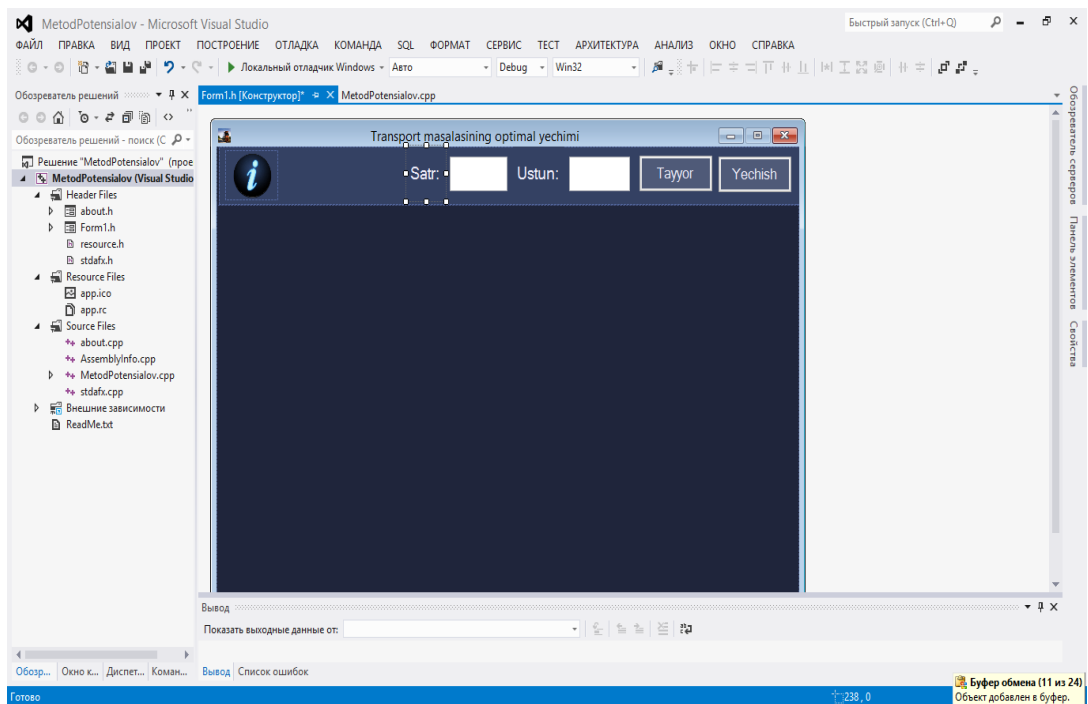 MetodPotensialov - Microsoft Visual Studio
Быстрый запуск (Ctrl+Q)
ФАЙЛ ПРАВКА ВИД ПРОЕКТ ПОСТРОЕНИЕ ОТЛАДКА КОМАНДА SQL ФОРМАТ СЕРВИС ТЕСТ АРХИТЕКТУРА АНАЛИЗ ОКНО СПРАВКА
Локальный отладчик Windows Авто Debug Win32
Обозреватель решений
Form1.h [Конструктор]* MetodPotensialov.cpp
Обозреватель решений - поиск (C
Решение "MetodPotensialov" (прое
MetodPotensialov (Visual Studio
Header Files
about.h
Form1.h
resource.h
stdafx.h
Resource Files
app.ico
app.rc
Source Files
about.cpp
AssemblyInfo.cpp
MetodPotensialov.cpp
stdafx.cpp
Внешние зависимости
ReadMe.txt
Transport masalasining optimal yechimi
i Satr: Ustun: Tayyor Yechish
Обозреватель серверов
Панель элементов
Свойства
Вывод
Показать выходные данные от:
Обозр... Окно к... Диспет... Коман...
Вывод Список ошибок
Готово
238 , 0
Буфер обмена (11 из 24)
Объект добавлен в буфер.